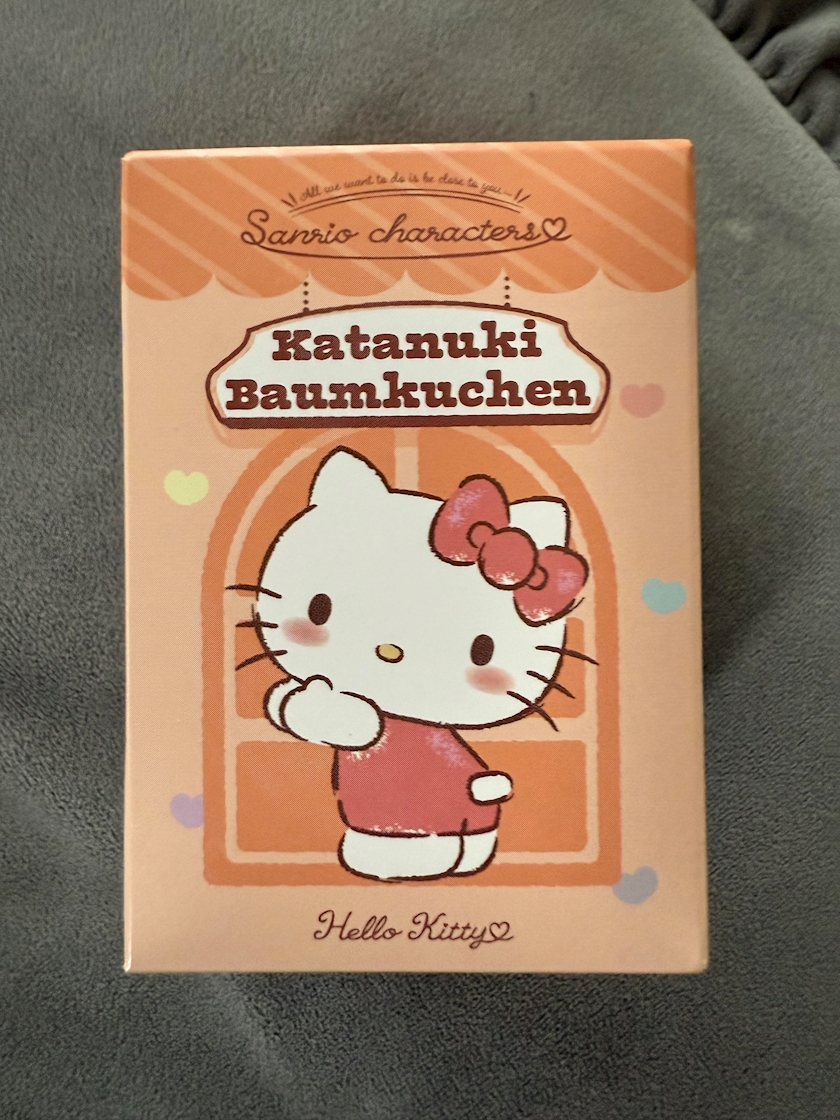 All we want to do is be close to you...
Sanrio characters♡
Katanuki
Baumkuchen
Hello Kitty♡